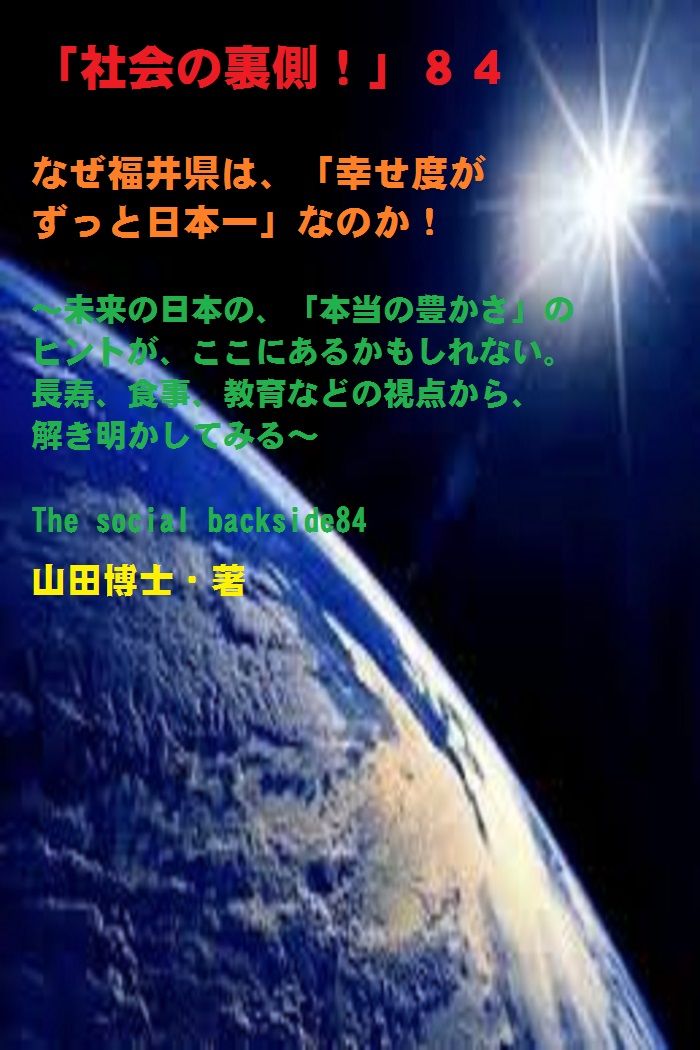 「社会の裏側！」８４
なぜ福井県は、「幸せ度が
ずっと日本一」なのか！
～未来の日本の、「本当の豊かさ」の
ヒントが、ここにあるかもしれない。
長寿、食事、教育などの視点から、
解き明かしてみる～
The social backside84
山田博士・著